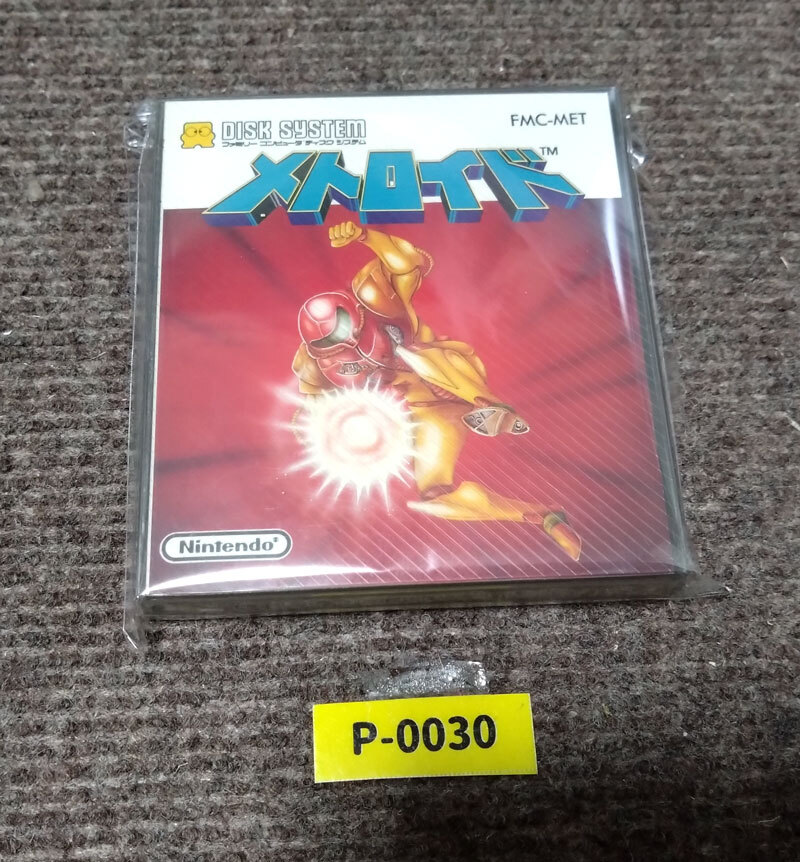 DISK SYSTEM
ファミリー コンピュータ ディスク システム
FMC-MET
メトロイド™
Nintendo®
P-0030